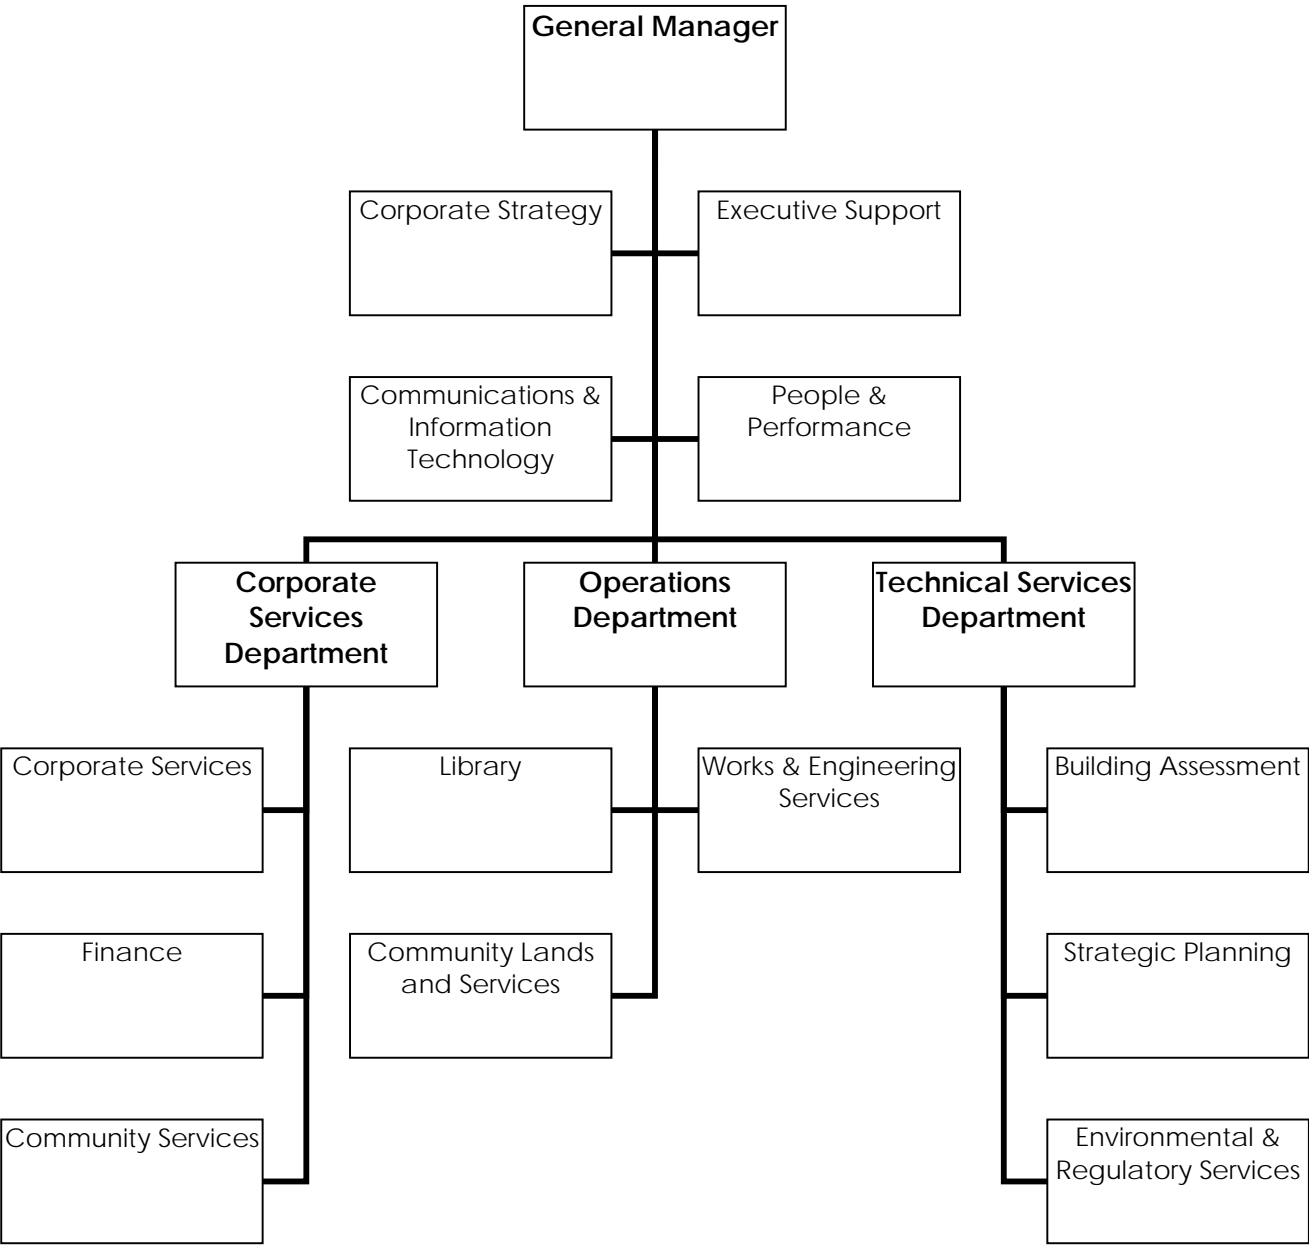 General Manager
Corporate Strategy
Executive Support
Communications &
Information
Technology
People &
Performance
Corporate
Services
Department
Operations
Department
Technical Services
Department
Corporate Services
Library
Works & Engineering
Services
Building Assessment
Finance
Community Lands
and Services
Strategic Planning
Community Services
Environmental &
Regulatory Services